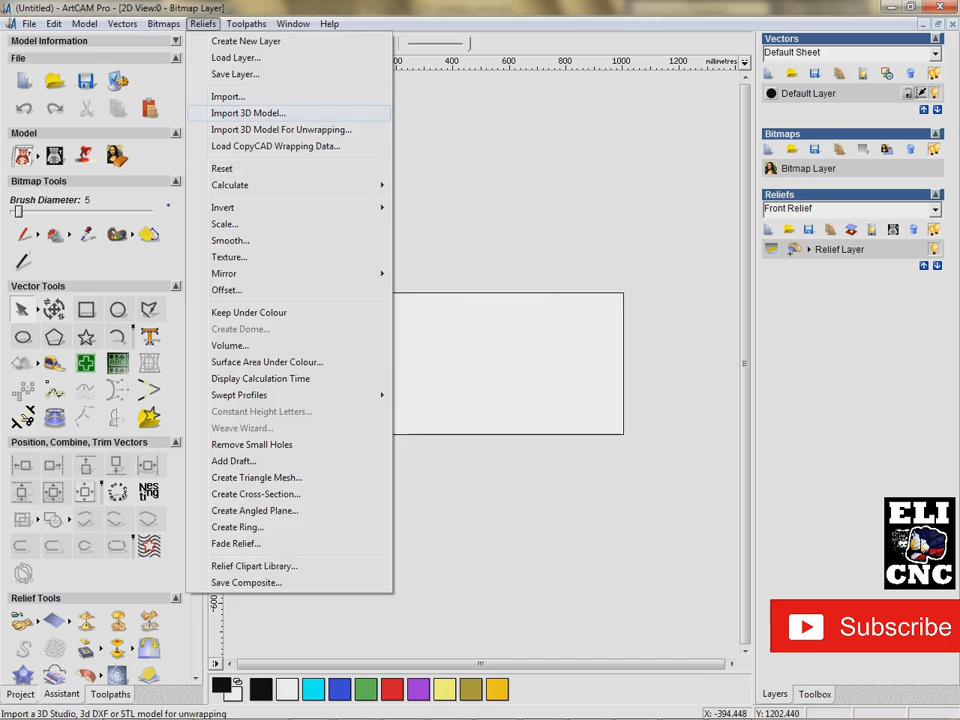 (Untitled) - ArtCAM Pro - [2D View:0 - Bitmap Layer]
File Edit Model Vectors Bitmaps Reliefs Toolpaths Window Help
Model Information
File
Model
Bitmap Tools
Brush Diameter: 5
Vector Tools
ABC
Position, Combine, Trim Vectors
Nesting
Relief Tools
Project Assistant Toolpaths
Create New Layer
Load Layer...
Save Layer...
Import...
Import 3D Model...
Import 3D Model For Unwrapping...
Load CopyCAD Wrapping Data...
Reset
Calculate
Invert
Scale...
Smooth...
Texture...
Mirror
Offset...
Keep Under Colour
Create Dome...
Volume...
Surface Area Under Colour...
Display Calculation Time
Swept Profiles
Constant Height Letters...
Weave Wizard...
Remove Small Holes
Add Draft...
Create Triangle Mesh...
Create Cross-Section...
Create Angled Plane...
Create Ring...
Fade Relief...
Relief Clipart Library...
Save Composite...
200 400 600 800 1000 millimetres
Vectors
Default Sheet
Default Layer
Bitmaps
Bitmap Layer
Reliefs
Front Relief
Relief Layer
ELI
CNC
Subscribe
Layers Toolbox
Import a 3D Studio, 3d DXF or STL model for unwrapping
X: -394.448 Y: 1202.440